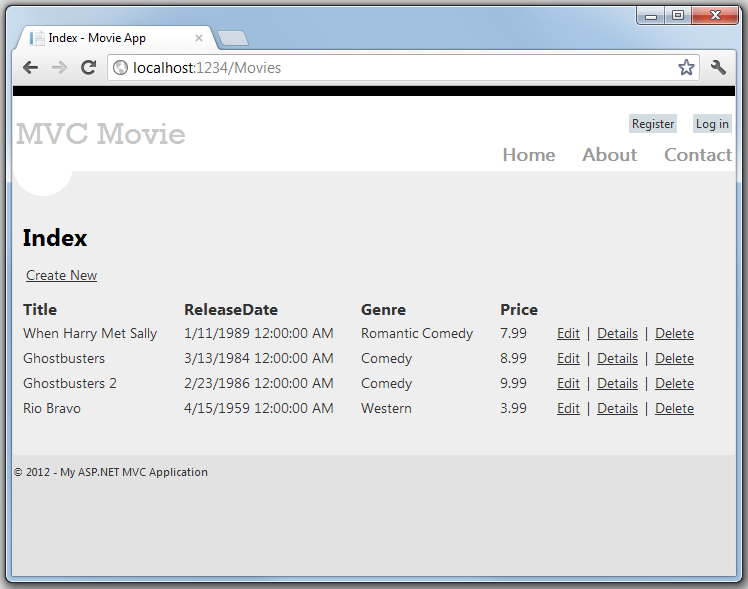 Index - Movie App
localhost:1234/Movies
Register Log in
MVC Movie
Home About Contact
Index
Create New
Title ReleaseDate Genre Price
When Harry Met Sally 1/11/1989 12:00:00 AM Romantic Comedy 7.99 Edit | Details | Delete
Ghostbusters 3/13/1984 12:00:00 AM Comedy 8.99 Edit | Details | Delete
Ghostbusters 2 2/23/1986 12:00:00 AM Comedy 9.99 Edit | Details | Delete
Rio Bravo 4/15/1959 12:00:00 AM Western 3.99 Edit | Details | Delete
© 2012 - My ASP.NET MVC Application